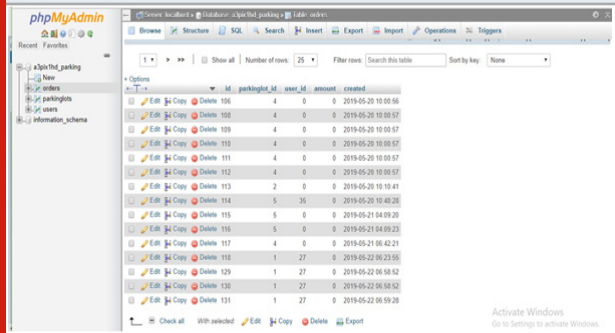 phpMyAdmin
Recent Favorites
a3pix1hd_parking
New
orders
parkinglots
users
information_schema
Server: localhost » Database: a3pix1hd_parking » Table: orders
Browse Structure SQL Search Insert Export Import Operations Triggers
1 > >> Show all Number of rows: 25 Filter rows: Search this table Sort by key: None
+ Options
←T→ id parkinglot_id user_id amount created
Edit Copy Delete 106 4 0 0 2019-05-20 10:00:56
Edit Copy Delete 108 4 0 0 2019-05-20 10:00:57
Edit Copy Delete 109 4 0 0 2019-05-20 10:00:57
Edit Copy Delete 110 4 0 0 2019-05-20 10:00:57
Edit Copy Delete 111 4 0 0 2019-05-20 10:00:57
Edit Copy Delete 112 4 0 0 2019-05-20 10:00:57
Edit Copy Delete 113 2 0 0 2019-05-20 10:10:41
Edit Copy Delete 114 5 35 0 2019-05-20 10:40:28
Edit Copy Delete 115 5 0 0 2019-05-21 04:09:20
Edit Copy Delete 116 5 0 0 2019-05-21 04:09:23
Edit Copy Delete 117 4 0 0 2019-05-21 06:42:21
Edit Copy Delete 118 1 27 0 2019-05-22 06:23:55
Edit Copy Delete 129 1 27 0 2019-05-22 06:58:52
Edit Copy Delete 130 1 27 0 2019-05-22 06:58:52
Edit Copy Delete 131 1 27 0 2019-05-22 06:59:28
Check all With selected: Edit Copy Delete Export
Activate Windows
Go to Settings to activate Windows.